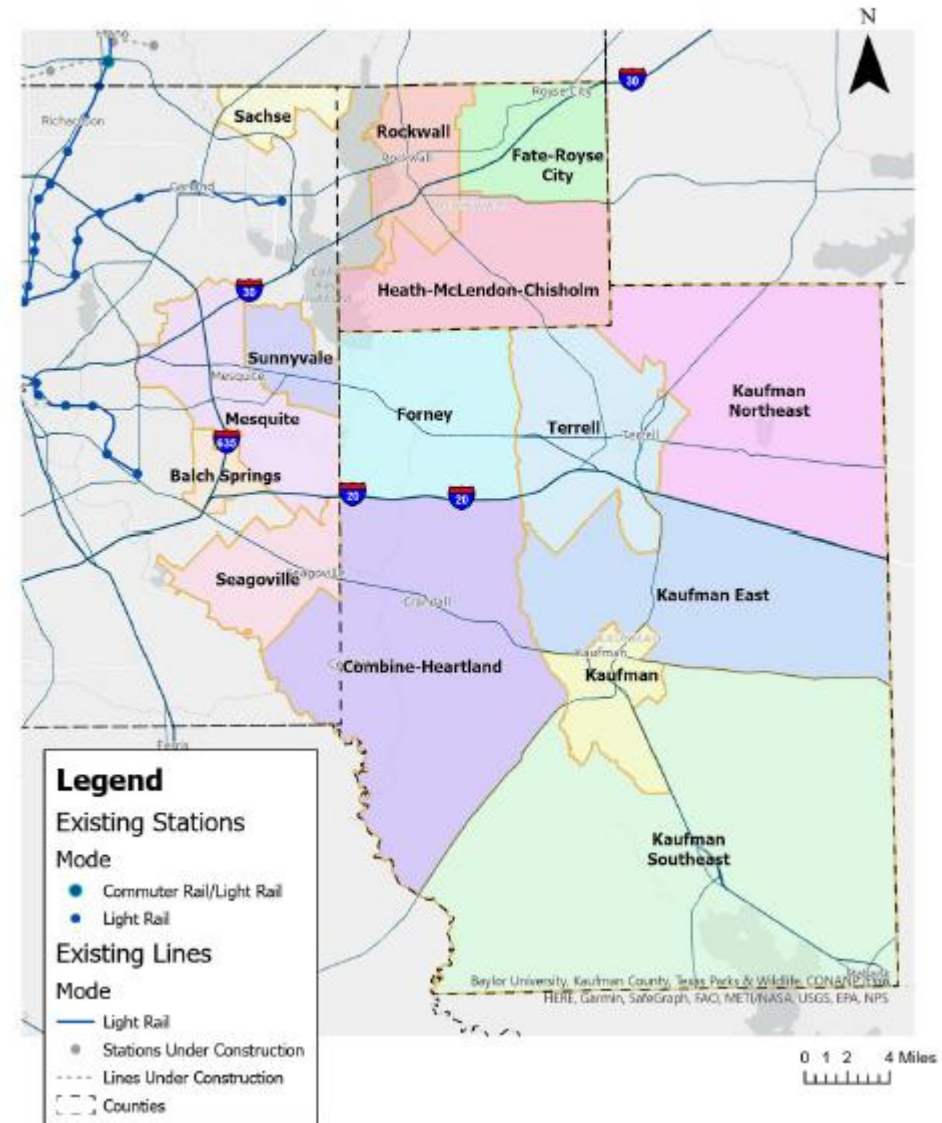 N
30
Royse City
Richardson
Sachse
Rockwall
Rockwall
Fate-Royse
City
Garland
Heath-McLendon-Chisholm
30
Sunnyvale
Mesquite
Mesquite
Forney
Terrell
Terrell
Kaufman
Northeast
635
Balch Springs
20
20
Seagoville
Seagoville
Crandall
Kaufman East
Combine-Heartland
Kaufman
Kaufman
Kaufman
Southeast
Legend
Existing Stations
Mode
Commuter Rail/Light Rail
Light Rail
Existing Lines
Mode
Light Rail
Stations Under Construction
Lines Under Construction
Counties
Baylor University, Kaufman County, Texas Parks & Wildlife, CONANP,
HERE, Garmin, SafeGraph, FAO, METI/NASA, USGS, EPA, NPS
0 1 2 4 Miles